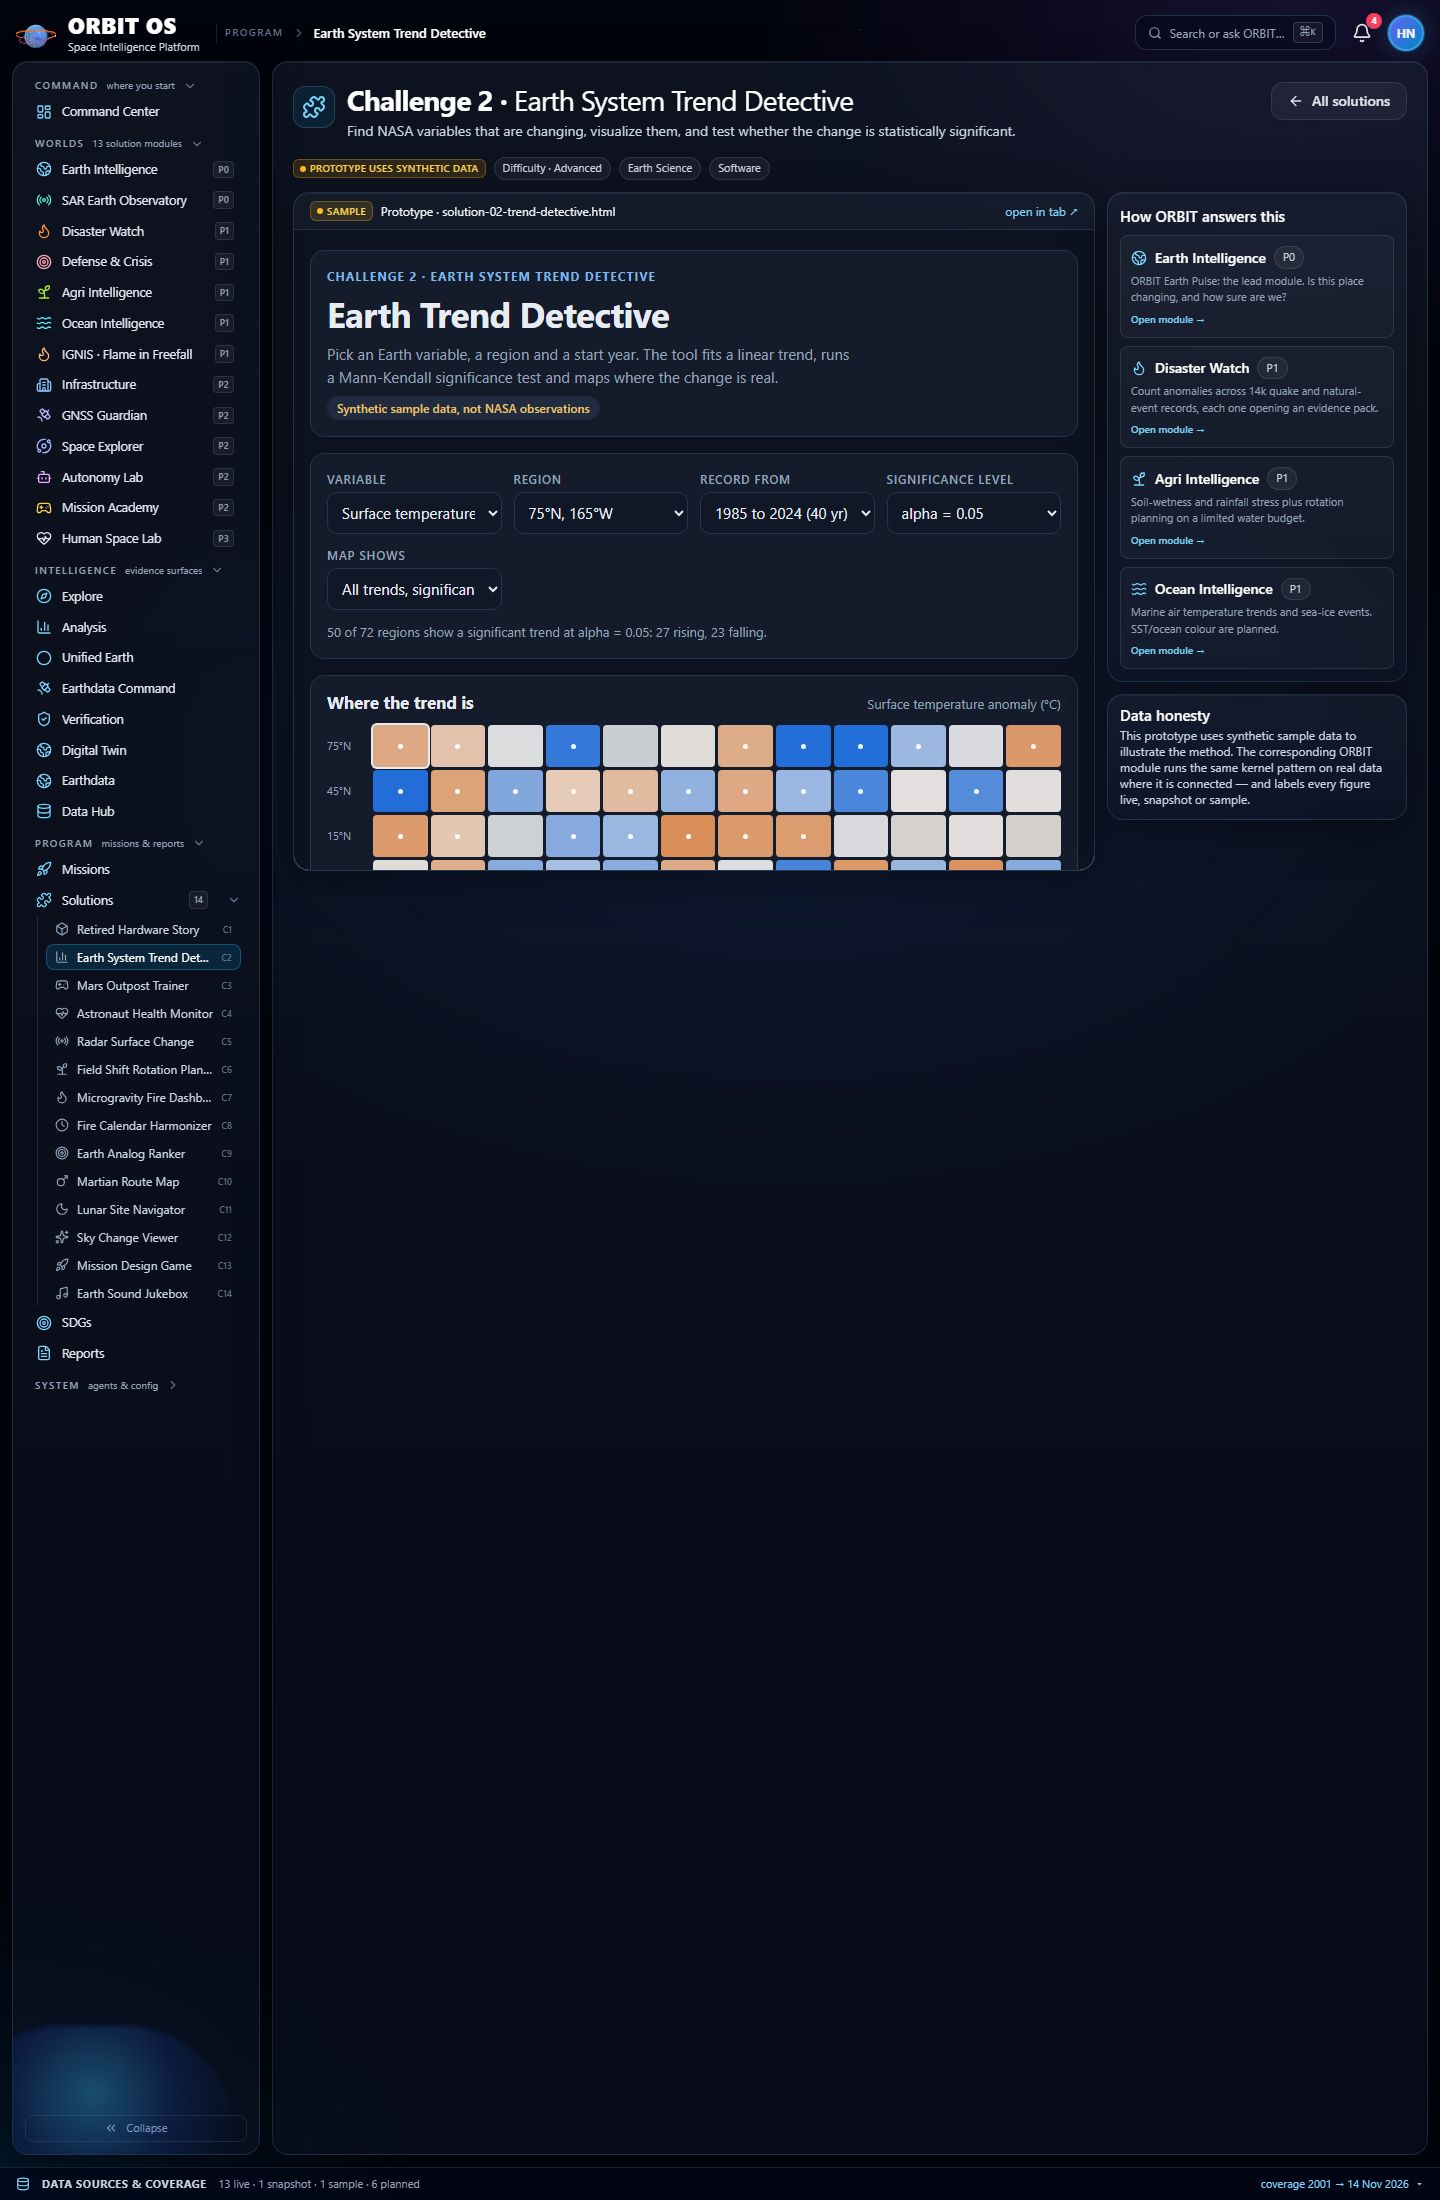 ORBIT OS
Space Intelligence Platform
PROGRAM
Earth System Trend Detective
Search or ask ORBIT...
⌘K
4
HN
COMMAND where you start
Command Center
WORLDS 13 solution modules
Earth Intelligence P0
SAR Earth Observatory P0
Disaster Watch P1
Defense & Crisis P1
Agri Intelligence P1
Ocean Intelligence P1
IGNIS · Flame in Freefall P1
Infrastructure P2
GNSS Guardian P2
Space Explorer P2
Autonomy Lab P2
Mission Academy P2
Human Space Lab P3
INTELLIGENCE evidence surfaces
Explore
Analysis
Unified Earth
Earthdata Command
Verification
Digital Twin
Earthdata
Data Hub
PROGRAM missions & reports
Missions
Solutions 14
Retired Hardware Story C1
Earth System Trend Det... C2
Mars Outpost Trainer C3
Astronaut Health Monitor C4
Radar Surface Change C5
Field Shift Rotation Plan... C6
Microgravity Fire Dashb... C7
Fire Calendar Harmonizer C8
Earth Analog Ranker C9
Martian Route Map C10
Lunar Site Navigator C11
Sky Change Viewer C12
Mission Design Game C13
Earth Sound Jukebox C14
SDGs
Reports
SYSTEM agents & config
Collapse
Challenge 2 · Earth System Trend Detective
Find NASA variables that are changing, visualize them, and test whether the change is statistically significant.
← All solutions
PROTOTYPE USES SYNTHETIC DATA
Difficulty · Advanced
Earth Science
Software
SAMPLE
Prototype · solution-02-trend-detective.html
open in tab ↗
CHALLENGE 2 · EARTH SYSTEM TREND DETECTIVE
Earth Trend Detective
Pick an Earth variable, a region and a start year. The tool fits a linear trend, runs
a Mann-Kendall significance test and maps where the change is real.
Synthetic sample data, not NASA observations
VARIABLE
Surface temperature
REGION
75°N, 165°W
RECORD FROM
1985 to 2024 (40 yr)
SIGNIFICANCE LEVEL
alpha = 0.05
MAP SHOWS
All trends, significan
50 of 72 regions show a significant trend at alpha = 0.05: 27 rising, 23 falling.
Where the trend is
Surface temperature anomaly (°C)
75°N
45°N
15°N
How ORBIT answers this
Earth Intelligence P0
ORBIT Earth Pulse: the lead module. Is this place
changing, and how sure are we?
Open module →
Disaster Watch P1
Count anomalies across 14k quake and natural-
event records, each one opening an evidence pack.
Open module →
Agri Intelligence P1
Soil-wetness and rainfall stress plus rotation
planning on a limited water budget.
Open module →
Ocean Intelligence P1
Marine air temperature trends and sea-ice events.
SST/ocean colour are planned.
Open module →
Data honesty
This prototype uses synthetic sample data to
illustrate the method. The corresponding ORBIT
module runs the same kernel pattern on real data
where it is connected — and labels every figure
live, snapshot or sample.
DATA SOURCES & COVERAGE 13 live · 1 snapshot · 1 sample · 6 planned
coverage 2001 → 14 Nov 2026